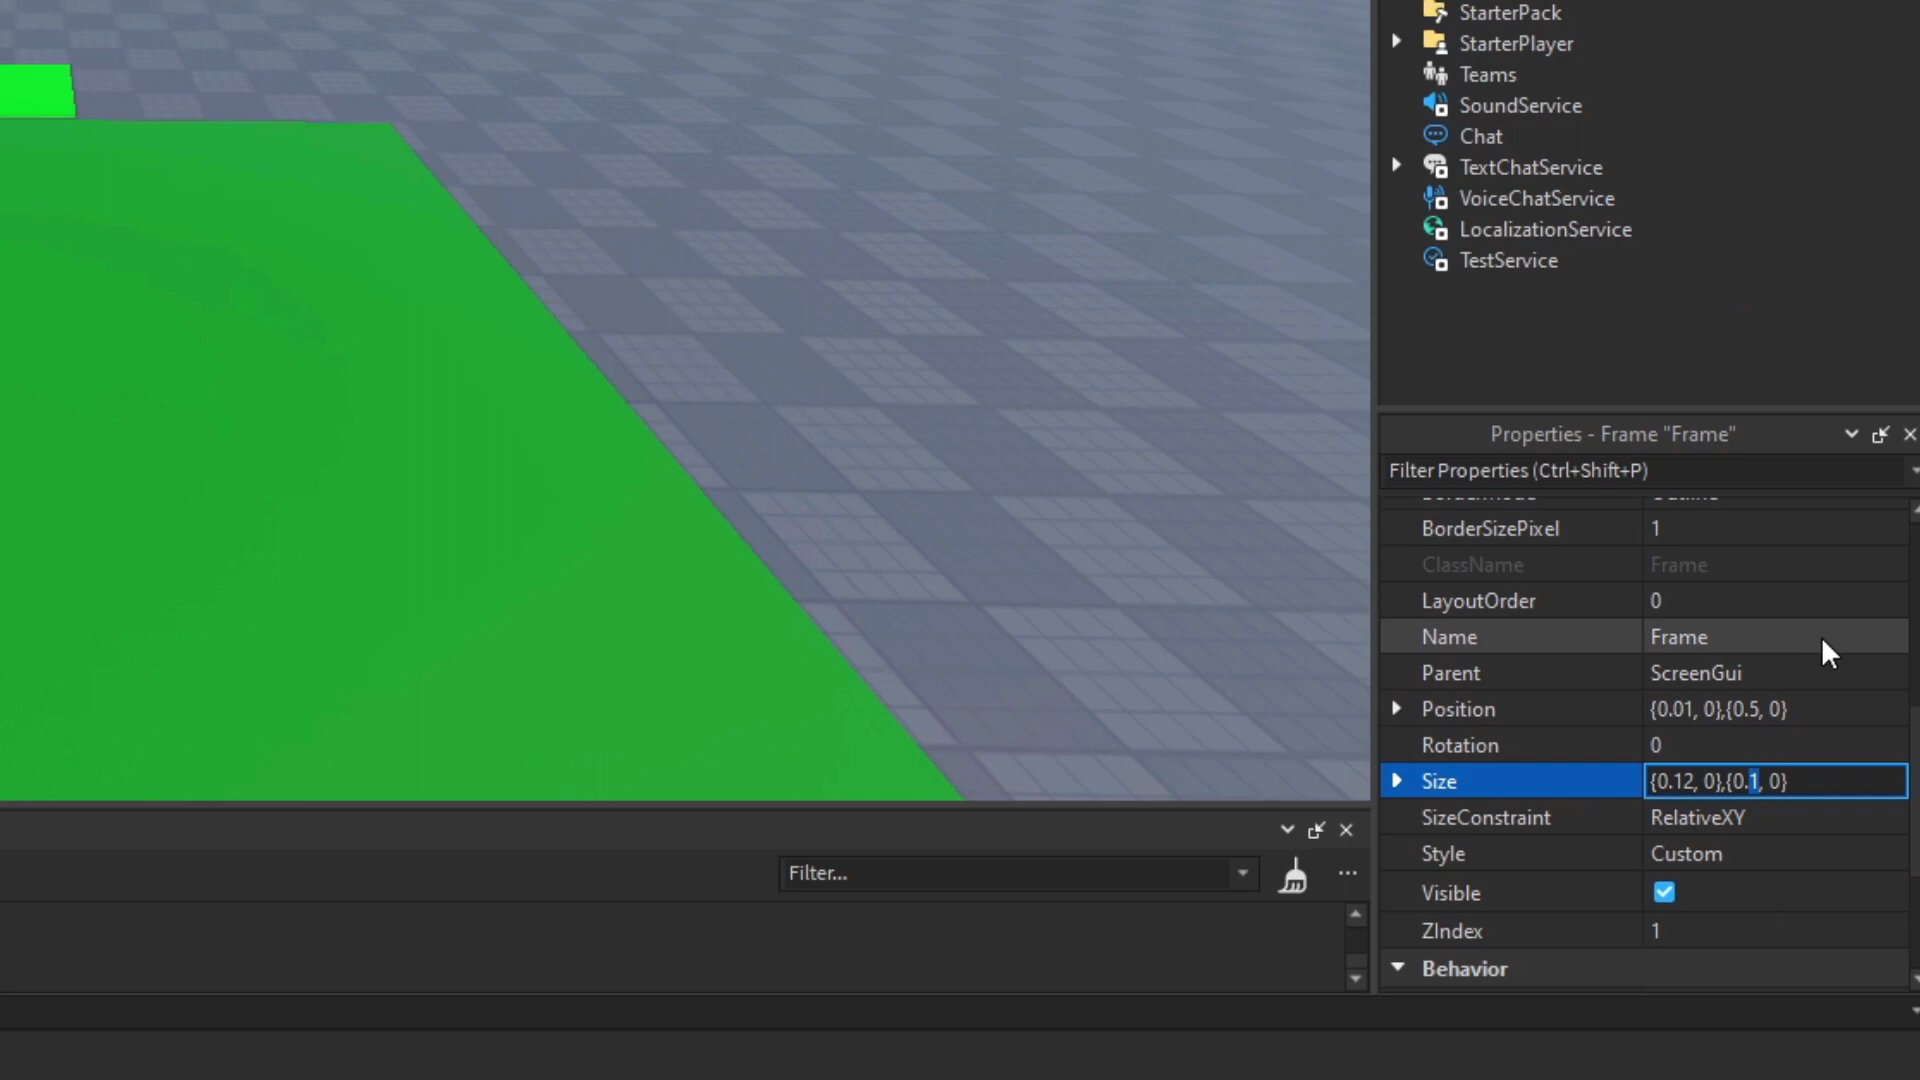 StarterPack
StarterPlayer
Teams
SoundService
Chat
TextChatService
VoiceChatService
LocalizationService
TestService
Properties - Frame "Frame"
Filter Properties (Ctrl+Shift+P)
BorderSizePixel 1
ClassName Frame
LayoutOrder 0
Name Frame
Parent ScreenGui
Position {0.01, 0},{0.5, 0}
Rotation 0
Size {0.12, 0},{0.1, 0}
SizeConstraint RelativeXY
Style Custom
Visible
ZIndex 1
Behavior
Filter...